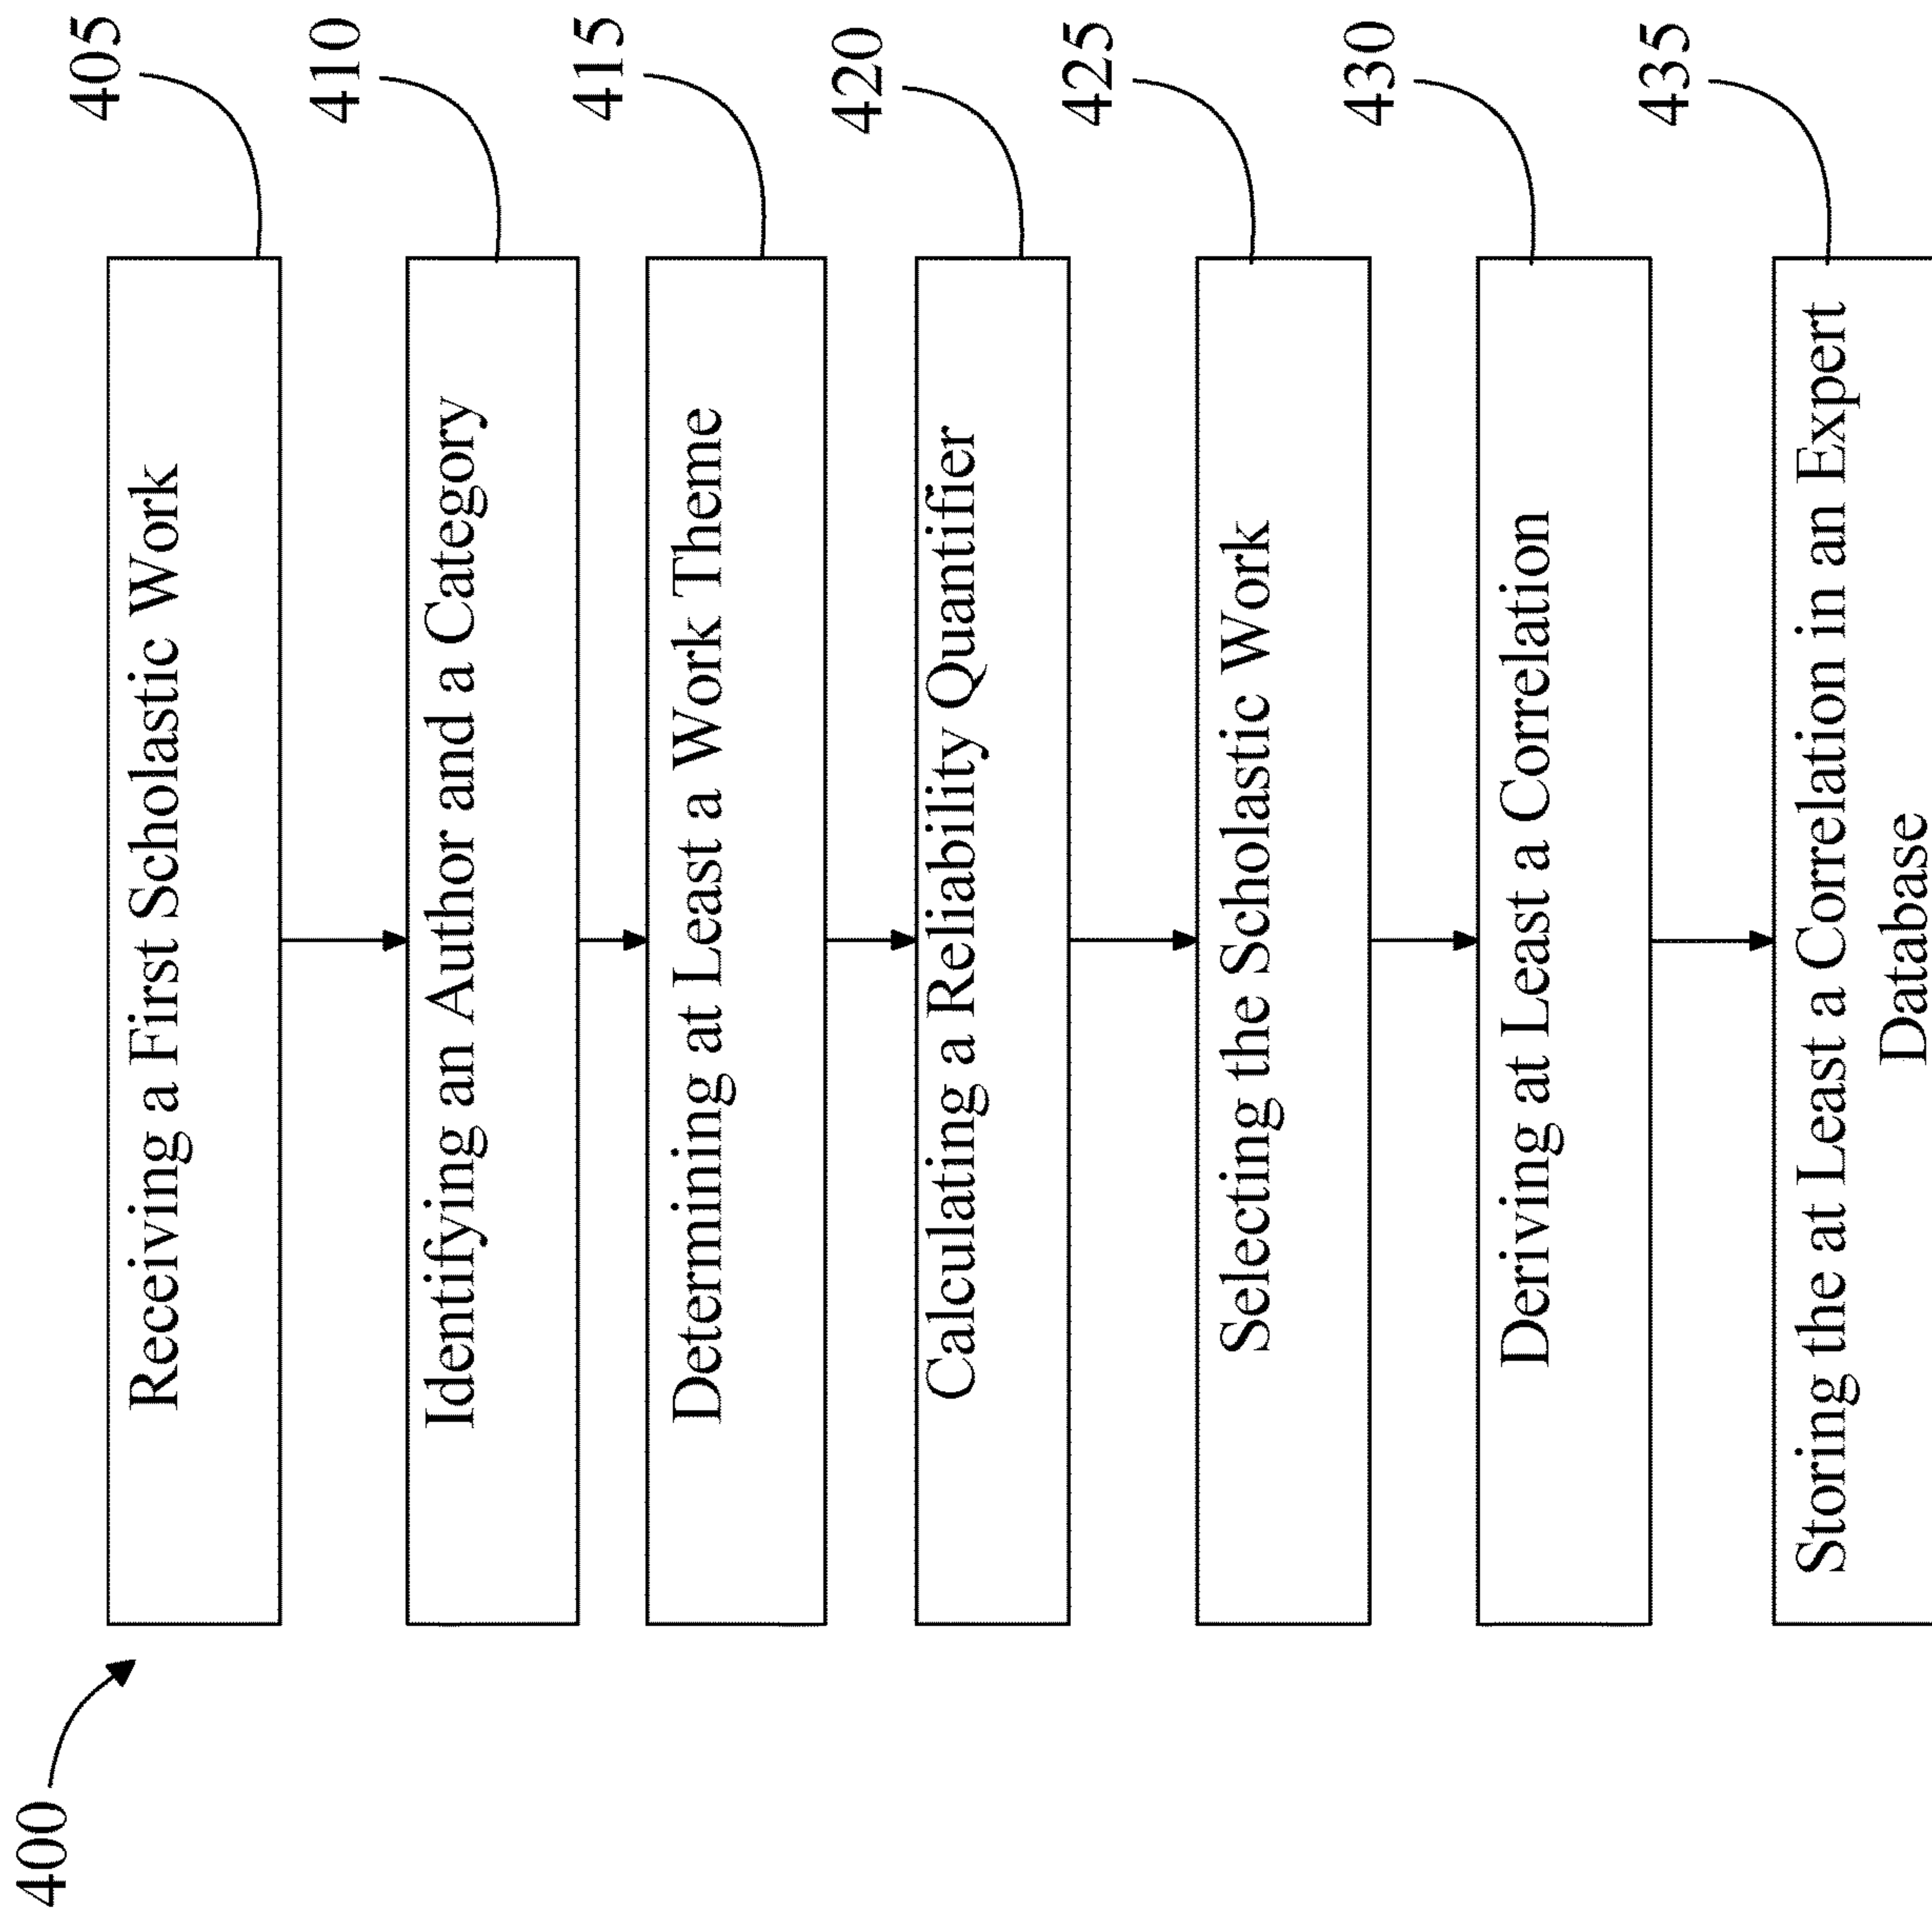 400
Receiving a First Scholastic Work
405
Identifying an Author and a Category
410
Determining at Least a Work Theme
415
Calculating a Reliability Quantifier
420
Selecting the Scholastic Work
425
Deriving at Least a Correlation
430
Storing the at Least a Correlation in an Expert
Database
435